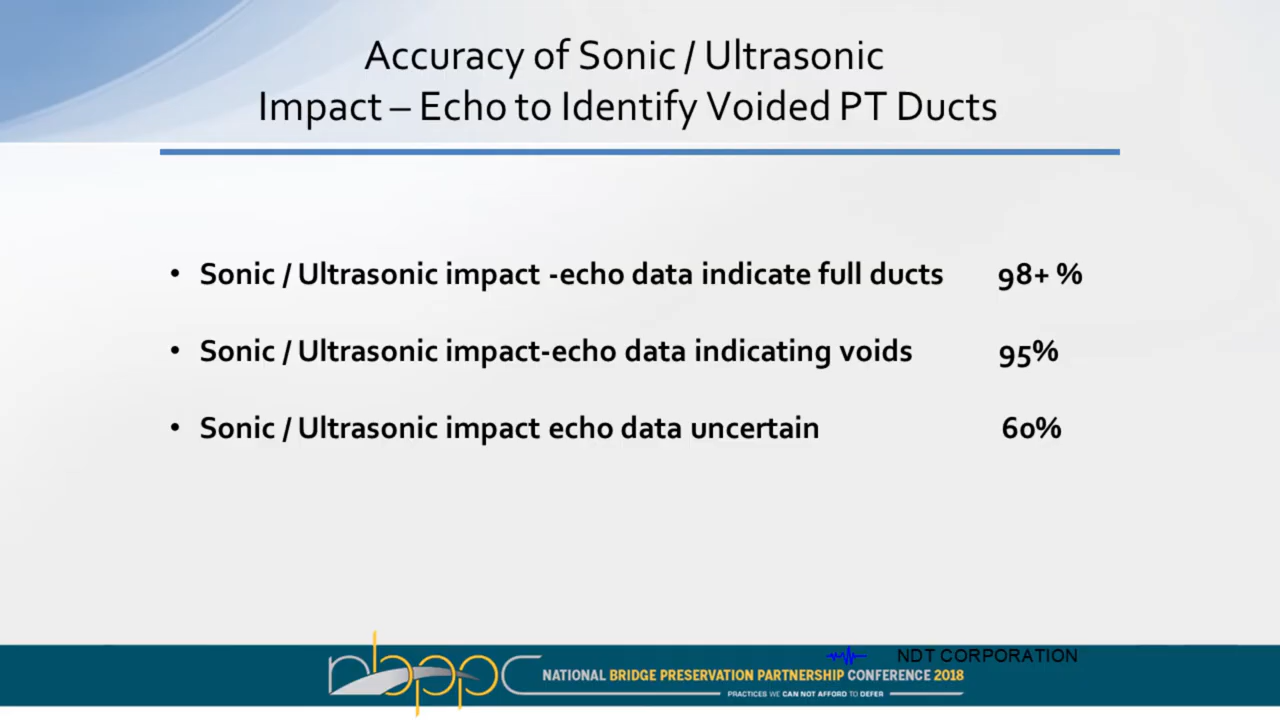 Accuracy of Sonic / Ultrasonic
Impact – Echo to Identify Voided PT Ducts
• Sonic / Ultrasonic impact -echo data indicate full ducts 98+ %
• Sonic / Ultrasonic impact-echo data indicating voids 95%
• Sonic / Ultrasonic impact echo data uncertain 60%
NDT CORPORATION
nbppc
NATIONAL BRIDGE PRESERVATION PARTNERSHIP CONFERENCE 2018
PRACTICES WE CAN NOT AFFORD TO DEFER